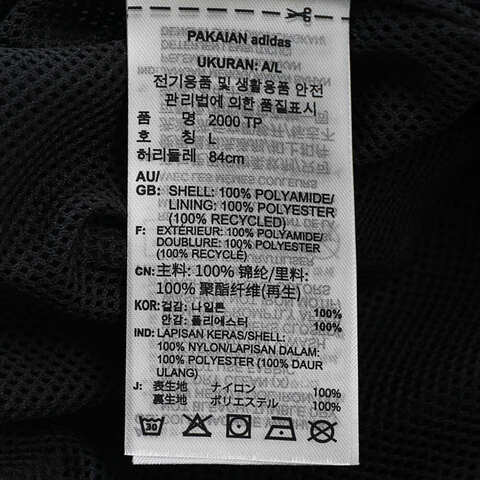 PAKAIAN adidas
UKURAN: A/L
전기용품 및 생활용품 안전
관리법에 의한 품질표시
품 명 2000 TP
호 칭 L
허리둘레 84cm
AU/
GB: SHELL: 100% POLYAMIDE/
LINING: 100% POLYESTER
(100% RECYCLED)
F: EXTÉRIEUR: 100% POLYAMIDE/
DOUBLURE: 100% POLYESTER
(100% RECYCLÉ)
CN: 主料: 100% 锦纶/里料:
100% 聚酯纤维(再生)
KOR: 겉감: 나일론 100%
안감: 폴리에스터 100%
IND: LAPISAN KERAS/SHELL:
100% NYLON/LAPISAN DALAM:
100% POLYESTER (100% DAUR
ULANG)
J: 表生地 ナイロン 100%
裏生地 ポリエステル 100%
30